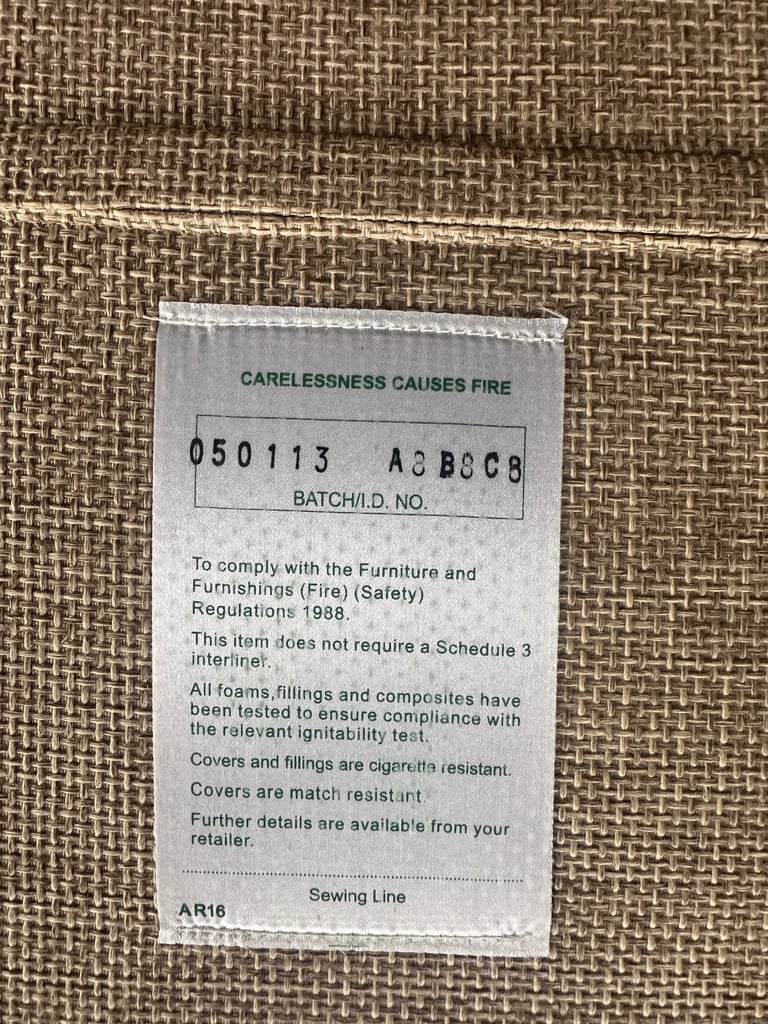 CARELESSNESS CAUSES FIRE
050113 A8B8C8
BATCH/I.D. NO.
To comply with the Furniture and
Furnishings (Fire) (Safety)
Regulations 1988.
This item does not require a Schedule 3
interliner.
All foams,fillings and composites have
been tested to ensure compliance with
the relevant ignitability test.
Covers and fillings are cigarette resistant.
Covers are match resistant.
Further details are available from your
retailer.
Sewing Line
AR16